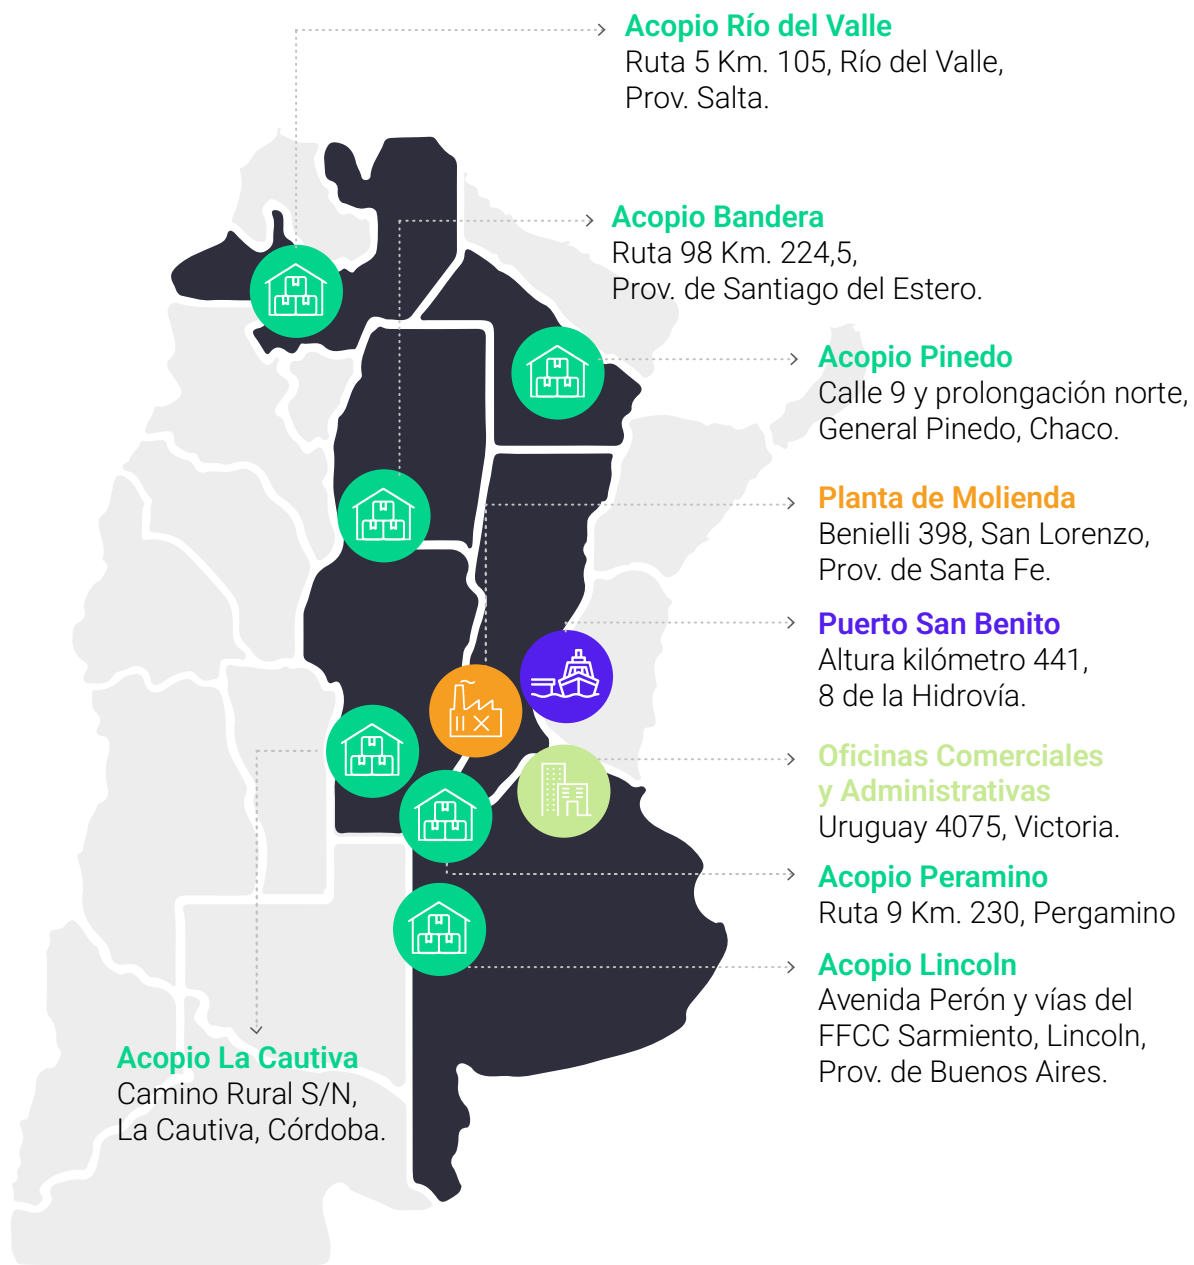 Acopio Río del Valle
Ruta 5 Km. 105, Río del Valle,
Prov. Salta.
Acopio Bandera
Ruta 98 Km. 224,5,
Prov. de Santiago del Estero.
Acopio Pinedo
Calle 9 y prolongación norte,
General Pinedo, Chaco.
Planta de Molienda
Benielli 398, San Lorenzo,
Prov. de Santa Fe.
Puerto San Benito
Altura kilómetro 441,
8 de la Hidrovía.
Oficinas Comerciales
y Administrativas
Uruguay 4075, Victoria.
Acopio Peramino
Ruta 9 Km. 230, Pergamino
Acopio Lincoln
Avenida Perón y vías del
FFCC Sarmiento, Lincoln,
Prov. de Buenos Aires.
Acopio La Cautiva
Camino Rural S/N,
La Cautiva, Córdoba.